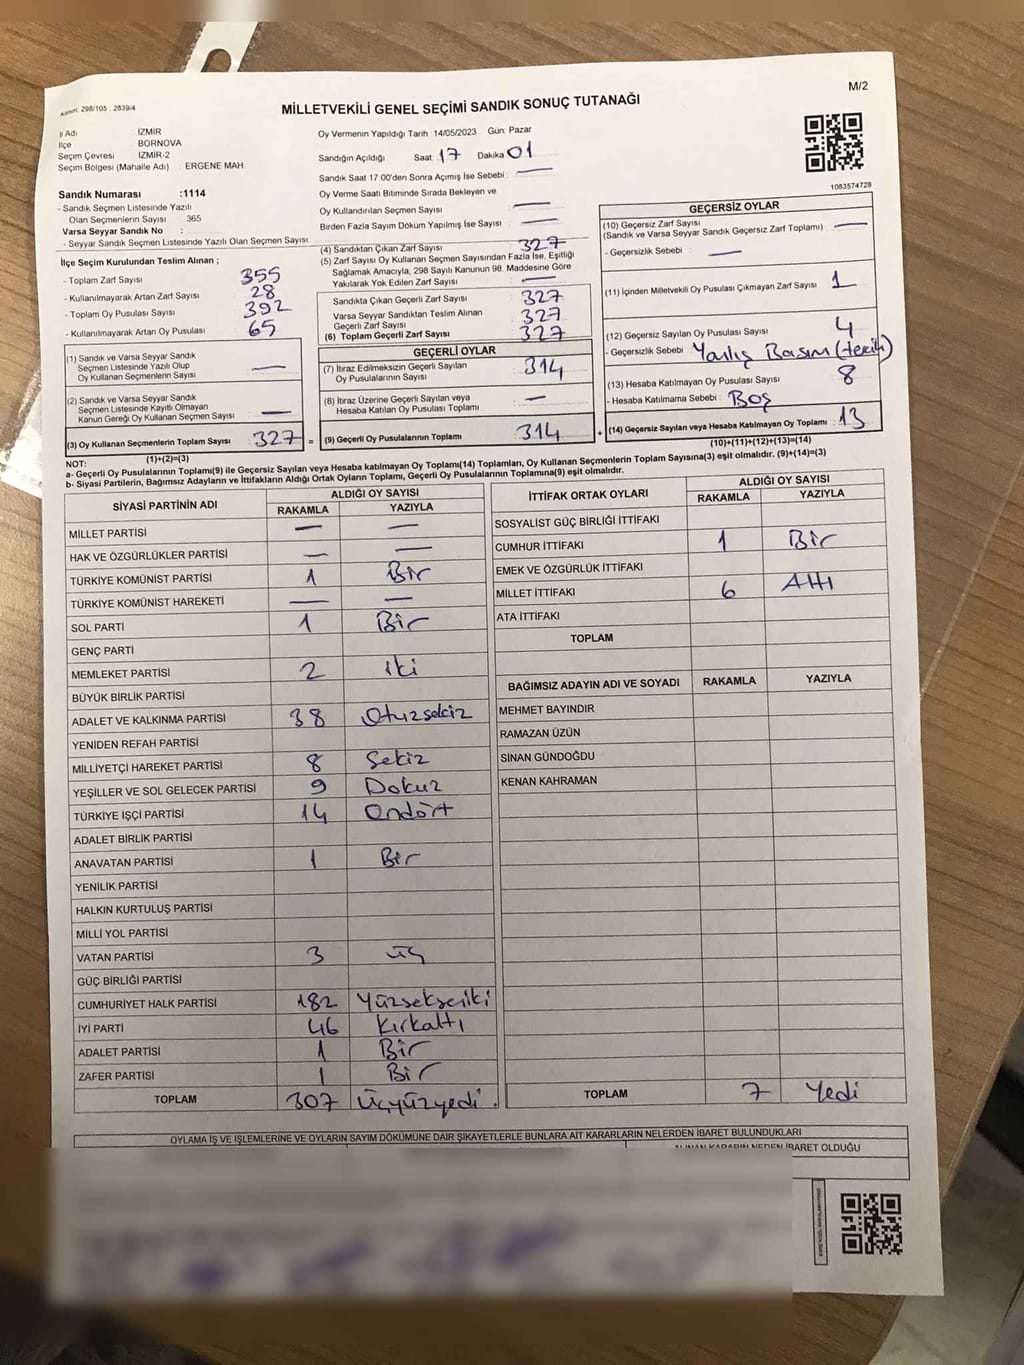 M/2
Kanun: 298/105 , 2839/4
MİLLETVEKİLİ GENEL SEÇİMİ SANDIK SONUÇ TUTANAĞI
İl Adı İZMİR
İlçe BORNOVA
Seçim Çevresi İZMİR-2
Seçim Bölgesi (Mahalle Adı) : ERGENE MAH
Sandık Numarası :1114
- Sandık Seçmen Listesinde Yazılı
Olan Seçmenlerin Sayısı 365
Varsa Seyyar Sandık No :
- Seyyar Sandık Seçmen Listesinde Yazılı Olan Seçmen Sayısı
İlçe Seçim Kurulundan Teslim Alınan ;
- Toplam Zarf Sayısı 355
- Kullanılmayarak Artan Zarf Sayısı 28
- Toplam Oy Pusulası Sayısı 392
- Kullanılmayarak Artan Oy Pusulası 65
(1) Sandık ve Varsa Seyyar Sandık
Seçmen Listesinde Yazılı Olup
Oy Kullanan Seçmenlerin Sayısı —
(2) Sandık ve Varsa Seyyar Sandık
Seçmen Listesinde Kayıtlı Olmayan
Kanun Gereği Oy Kullanan Seçmen Sayısı —
(3) Oy Kullanan Seçmenlerin Toplam Sayısı 327 =
(1)+(2)=(3)
Oy Vermenin Yapıldığı Tarih :14/05/2023 Gün: Pazar
Sandığın Açıldığı Saat :17 Dakika :01
Sandık Saat 17 00'den Sonra Açımış İse Sebebi : —
Oy Verme Saati Bitiminde Sırada Bekleyen ve
Oy Kullandırılan Seçmen Sayısı —
Birden Fazla Sayım Döküm Yapılmış İse Sayısı : —
(4) Sandıktan Çıkan Zarf Sayısı 327
(5) Zarf Sayısı Oy Kullanan Seçmen Sayısından Fazla İse, Eşitliği
Sağlamak Amacıyla, 298 Sayılı Kanunun 98. Maddesine Göre
Yakılarak Yok Edilen Zarf Sayısı : —
Sandıkta Çıkan Geçerli Zarf Sayısı 327
Varsa Seyyar Sandıktan Teslim Alınan
Geçerli Zarf Sayısı 327
(6) Toplam Geçerli Zarf Sayısı 327
GEÇERLİ OYLAR
(7) İtiraz Edilmeksizin Geçerli Sayılan
Oy Pusulalarının Sayısı 314
(8) İtiraz Üzerine Geçerli Sayılan veya
Hesaba Katılan Oy Pusulası Toplamı —
(9) Geçerli Oy Pusulalarının Toplamı 314 +
1083574728
GEÇERSİZ OYLAR
(10) Geçersiz Zarf Sayısı
(Sandık ve Varsa Seyyar Sandık Geçersiz Zarf Toplamı) —
- Geçersizlik Sebebi : —
(11) İçinden Milletvekili Oy Pusulası Çıkmayan Zarf Sayısı 1
(12) Geçersiz Sayılan Oy Pusulası Sayısı 4
- Geçersizlik Sebebi Yanlış Basım (tercih)
(13) Hesaba Katılmayan Oy Pusulası Sayısı 8
- Hesaba Katılmama Sebebi : Boş
(14) Geçersiz Sayılan veya Hesaba Katılmayan Oy Toplamı :13
(10)+(11)+(12)+(13)=(14)
NOT:
a- Geçerli Oy Pusulalarının Toplamı(9) ile Geçersiz Sayılan veya Hesaba katılmayan Oy Toplamı(14) Toplamları, Oy Kullanan Seçmenlerin Toplam Sayısına(3) eşit olmalıdır. (9)+(14)=(3)
b- Siyasi Partilerin, Bağımsız Adayların ve İttifakların Aldığı Ortak Oyların Toplamı, Geçerli Oy Pusulalarının Toplamına(9) eşit olmalıdır.
SİYASİ PARTİNİN ADI ALDIĞI OY SAYISI
RAKAMLA YAZIYLA
MİLLET PARTİSİ — —
HAK VE ÖZGÜRLÜKLER PARTİSİ — —
TÜRKİYE KOMÜNİST PARTİSİ 1 Bir
TÜRKİYE KOMÜNİST HAREKETİ — —
SOL PARTİ 1 Bir
GENÇ PARTİ
MEMLEKET PARTİSİ 2 iki
BÜYÜK BİRLİK PARTİSİ
ADALET VE KALKINMA PARTİSİ 38 Otuzsekiz
YENİDEN REFAH PARTİSİ
MİLLİYETÇİ HAREKET PARTİSİ 8 Sekiz
YEŞİLLER VE SOL GELECEK PARTİSİ 9 Dokuz
TÜRKİYE İŞÇİ PARTİSİ 14 Ondört
ADALET BİRLİK PARTİSİ
ANAVATAN PARTİSİ 1 Bir
YENİLİK PARTİSİ
HALKIN KURTULUŞ PARTİSİ
MİLLİ YOL PARTİSİ
VATAN PARTİSİ 3 üç
GÜÇ BİRLİĞİ PARTİSİ
CUMHURİYET HALK PARTİSİ 182 Yüzsekseniki
İYİ PARTİ 46 Kırkaltı
ADALET PARTİSİ 1 Bir
ZAFER PARTİSİ 1 Bir
TOPLAM 307 Üçyüzyedi.
İTTİFAK ORTAK OYLARI ALDIĞI OY SAYISI
RAKAMLA YAZIYLA
SOSYALİST GÜÇ BİRLİĞİ İTTİFAKI
CUMHUR İTTİFAKI 1 Bir
EMEK VE ÖZGÜRLÜK İTTİFAKI
MİLLET İTTİFAKI 6 Altı
ATA İTTİFAKI
TOPLAM
BAĞIMSIZ ADAYIN ADI VE SOYADI RAKAMLA YAZIYLA
MEHMET BAYINDIR
RAMAZAN ÜZÜN
SİNAN GÜNDOĞDU
KENAN KAHRAMAN
TOPLAM 7 Yedi
OYLAMA İŞ VE İŞLEMLERİNE VE OYLARIN SAYIM DÖKÜMÜNE DAİR ŞİKAYETLERLE BUNLARA AİT KARARLARIN NELERDEN İBARET BULUNDUKLARI
ALINAN KARARIN NEDEN İBARET OLDUĞU